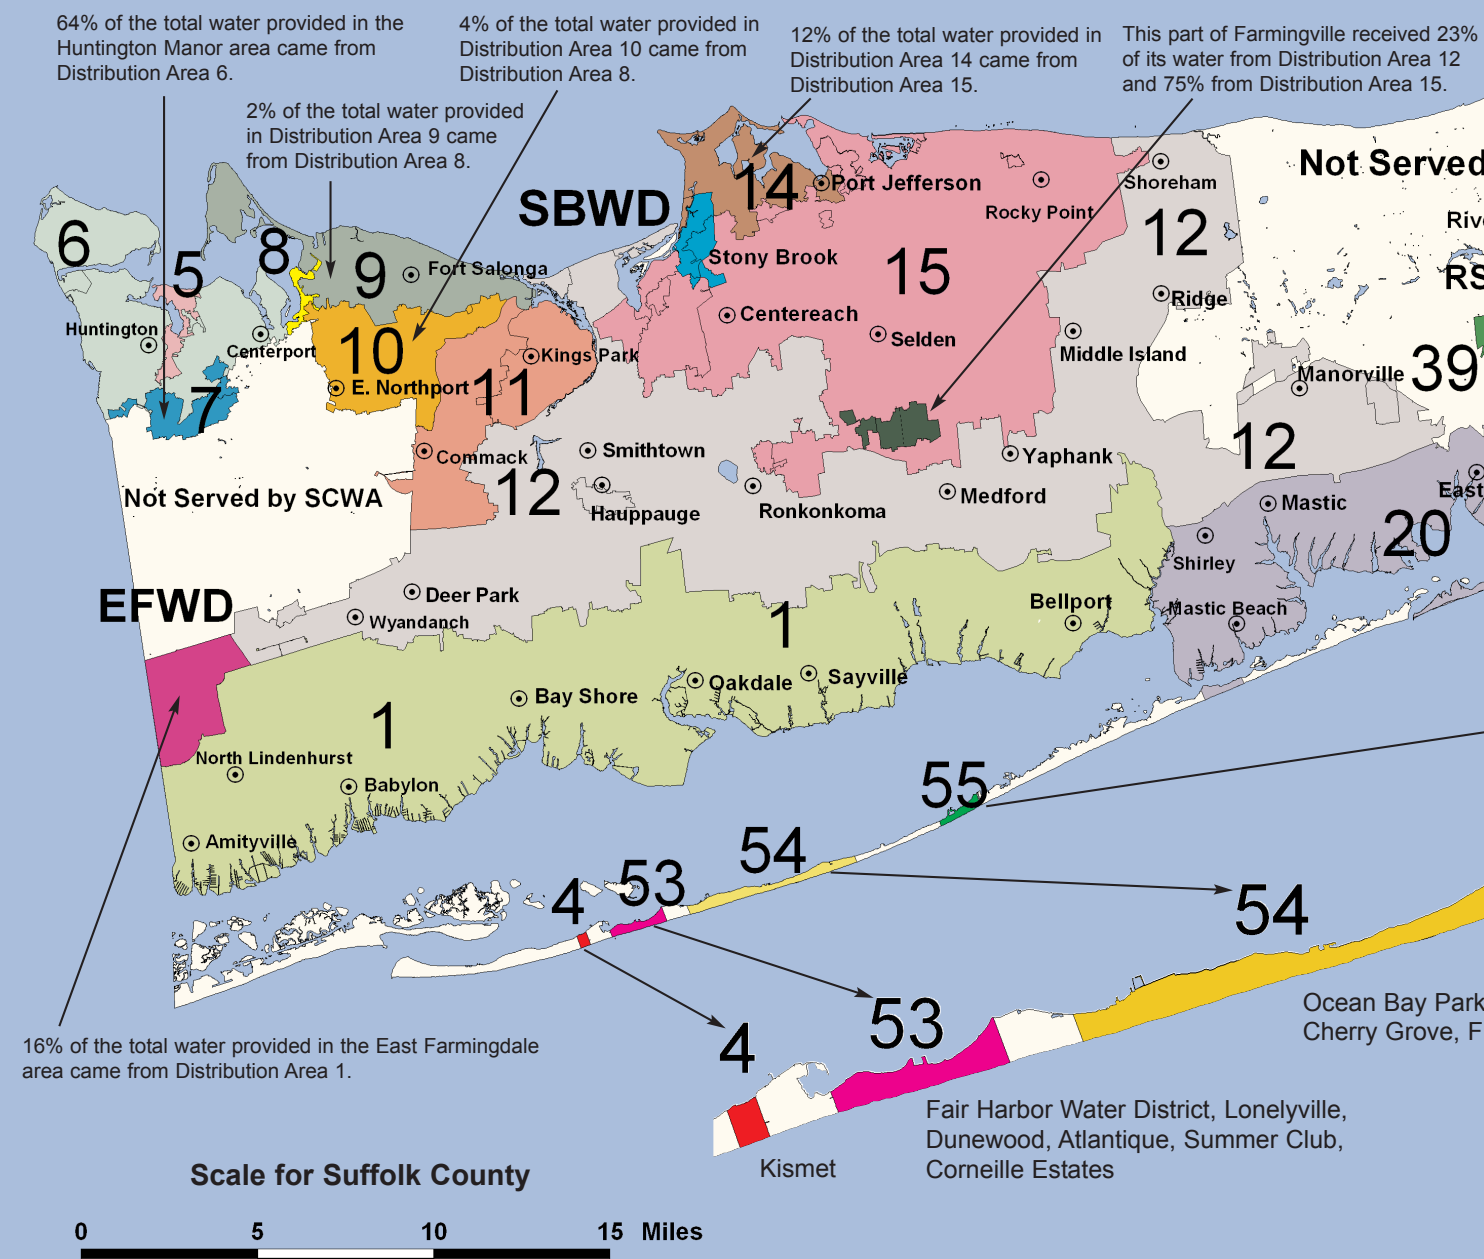 64% of the total water provided in the
Huntington Manor area came from
Distribution Area 6.
4% of the total water provided in
Distribution Area 10 came from
Distribution Area 8.
12% of the total water provided in
Distribution Area 14 came from
Distribution Area 15.
This part of Farmingville received 23%
of its water from Distribution Area 12
and 75% from Distribution Area 15.
2% of the total water provided
in Distribution Area 9 came
from Distribution Area 8.
Not Served
SBWD
14
Port Jefferson
Shoreham
Rocky Point
6
5
8
9
Fort Salonga
12
Riv
Stony Brook
15
RS
Ridge
Huntington
Centerport
10
Kings Park
Centereach
Selden
Middle Island
Manorville
39
E. Northport
11
7
Commack
Smithtown
Yaphank
12
Not Served by SCWA
12
Hauppauge
Ronkonkoma
Medford
Mastic
East
20
Shirley
EFWD
Deer Park
Wyandanch
1
Bellport
Mastic Beach
Oakdale
Sayville
Bay Shore
1
North Lindenhurst
Babylon
Amityville
55
54
53
4
54
Ocean Bay Park
Cherry Grove, F
53
4
16% of the total water provided in the East Farmingdale
area came from Distribution Area 1.
Fair Harbor Water District, Lonelyville,
Dunewood, Atlantique, Summer Club,
Corneille Estates
Kismet
Scale for Suffolk County
0 5 10 15 Miles